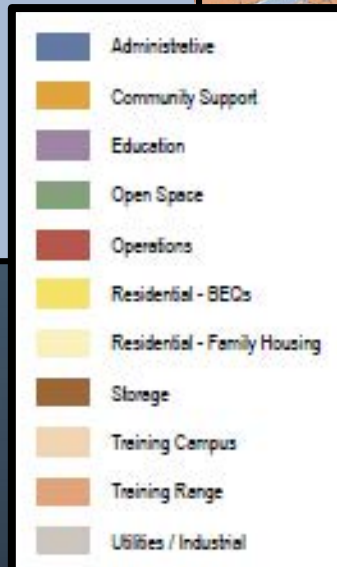 Administrative
Community Support
Education
Open Space
Operations
Residential - BEQs
Residential - Family Housing
Storage
Training Campus
Training Range
Utilities / Industrial